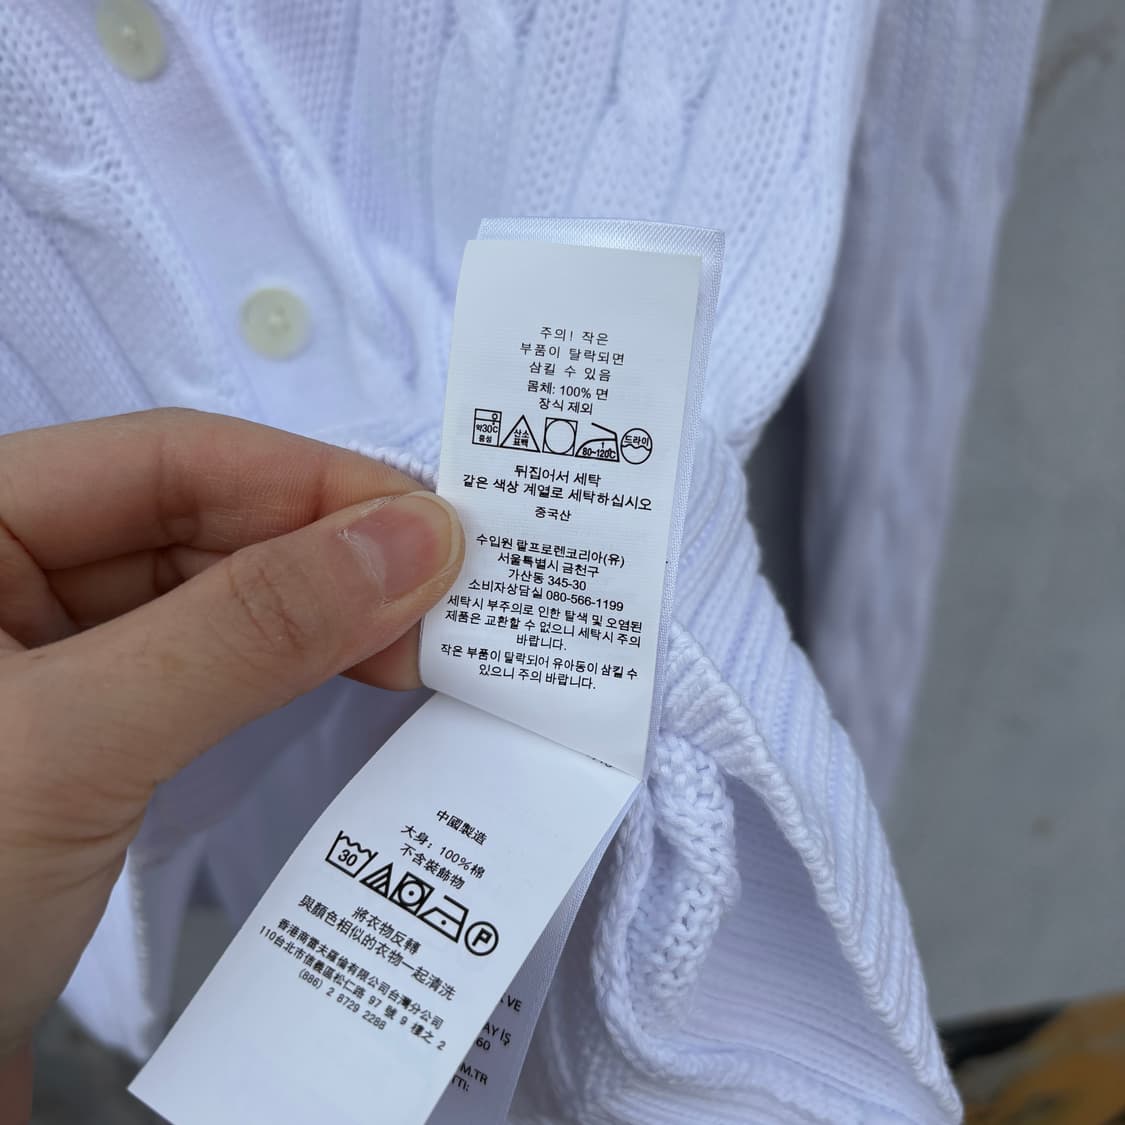 주의! 작은
부품이 탈락되면
삼킬 수 있음
몸체: 100% 면
장식 제외
약30℃
중성
산소
표백
1
80~120℃
드라이
뒤집어서 세탁
같은 색상 계열로 세탁하십시오
중국산
수입원 랄프로렌코리아(유)
서울특별시 금천구
가산동 345-30
소비자상담실 080-566-1199
세탁시 부주의로 인한 탈색 및 오염된
제품은 교환할 수 없으니 세탁시 주의
바랍니다.
작은 부품이 탈락되어 유아동이 삼킬 수
있으니 주의 바랍니다.
中國製造
大身: 100%棉
不含裝飾物
30
P
將衣物反轉
與顏色相似的衣物一起清洗
香港商雷夫羅倫有限公司台灣分公司
110台北市信義區松仁路 97 號 9 樓之 2
(886) 2 8729 2288
VE
AY İŞ
60
M.TR
TTI: